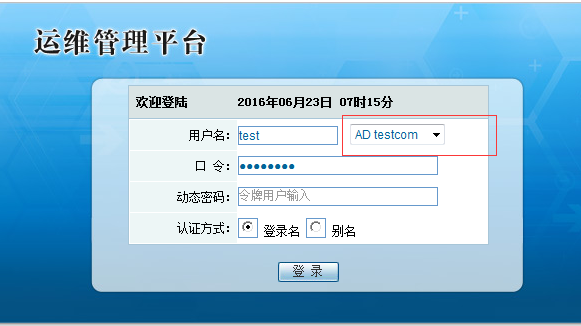 运维管理平台
欢迎登陆 2016年06月23日 07时15分
用户名： test AD testcom
口 令： ●●●●●●●●
动态密码： 令牌用户输入
认证方式： 登录名 别名
登 录